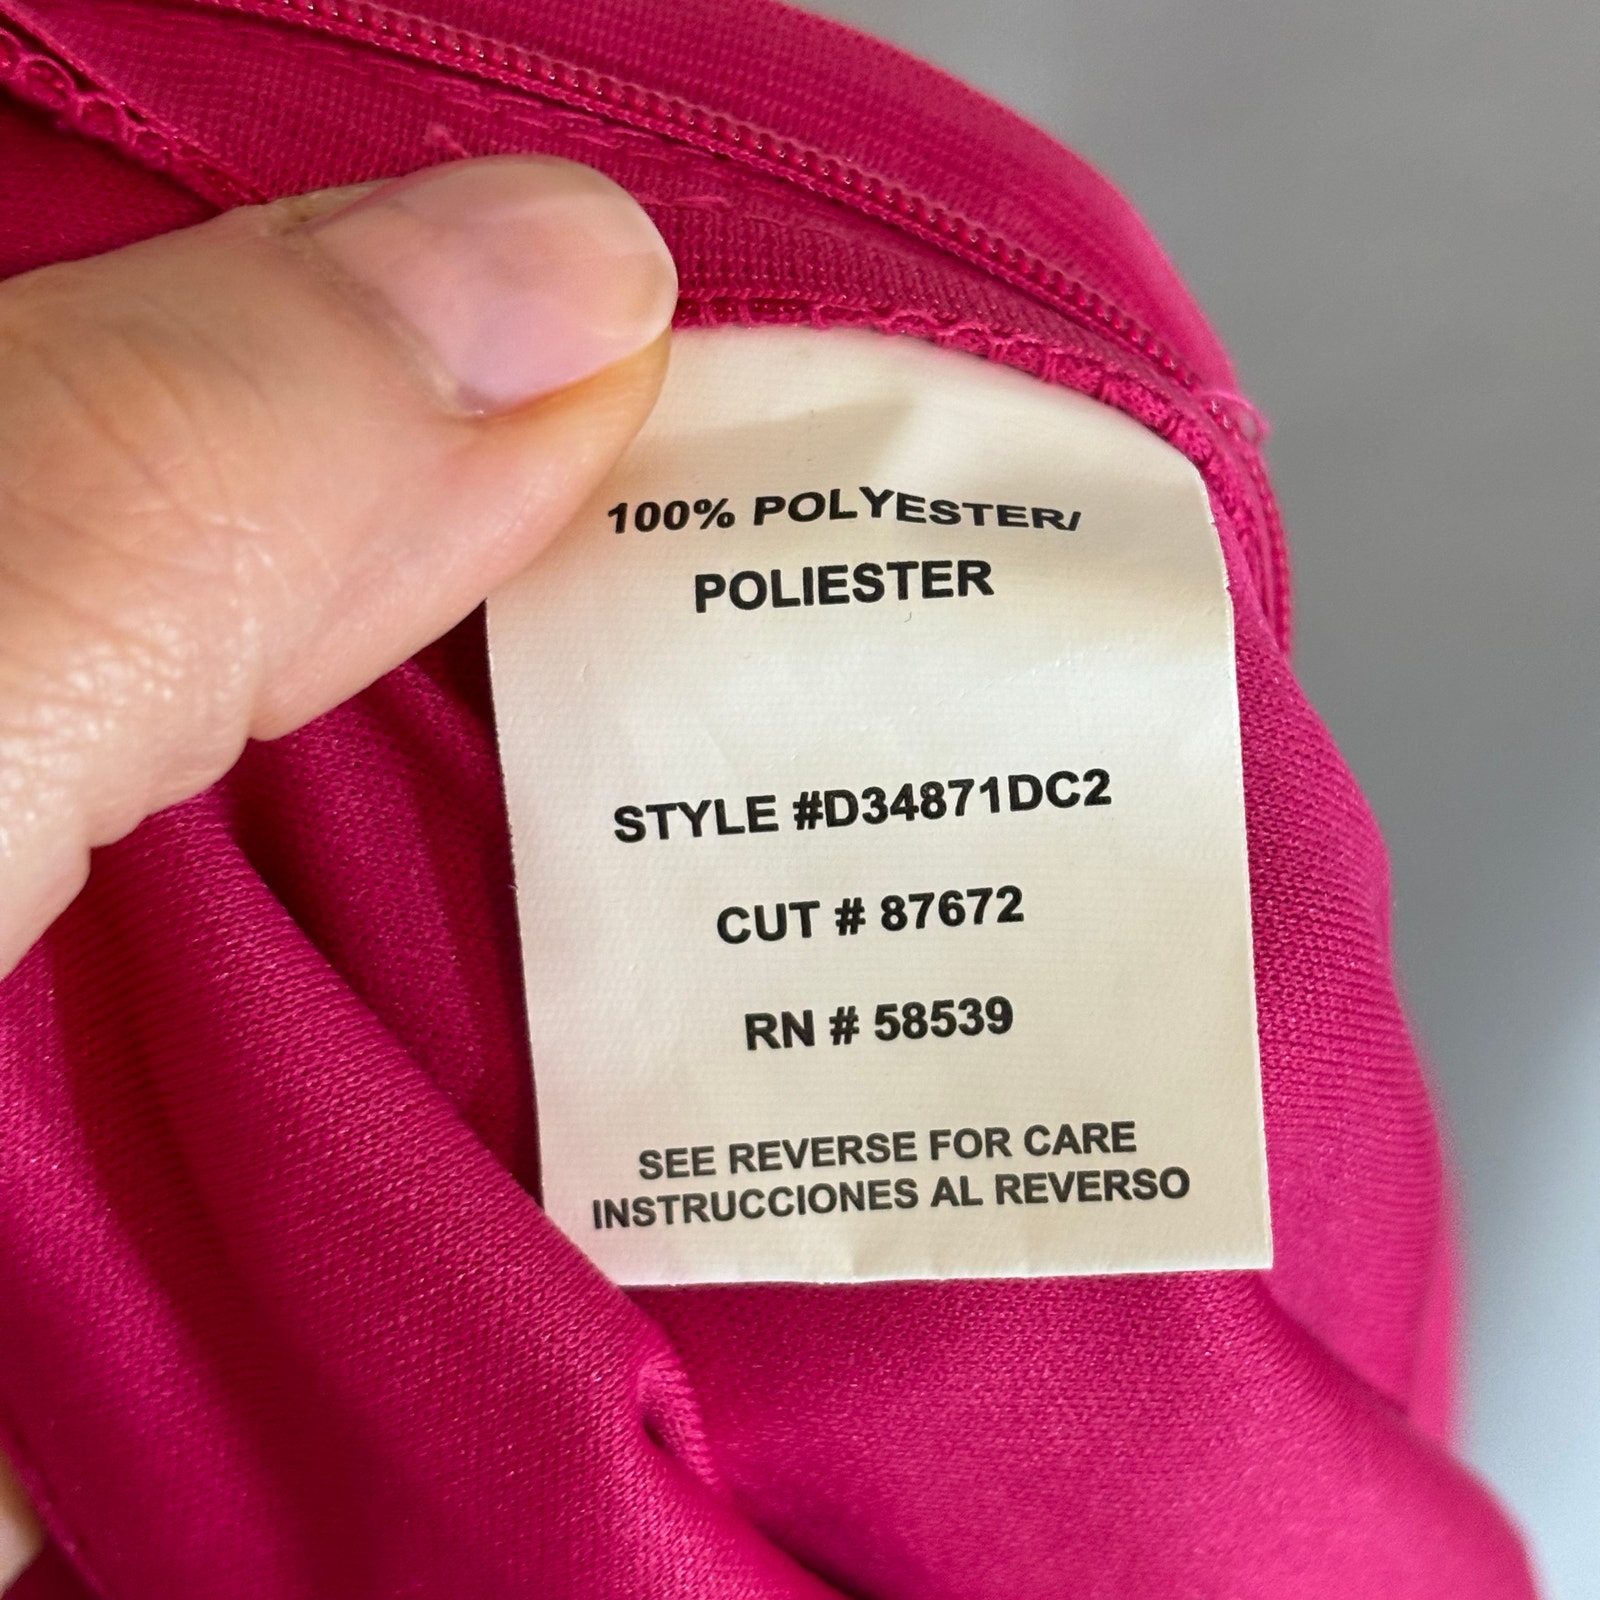 100% POLYESTER/
POLIESTER
STYLE #D34871DC2
CUT # 87672
RN # 58539
SEE REVERSE FOR CARE
INSTRUCCIONES AL REVERSO